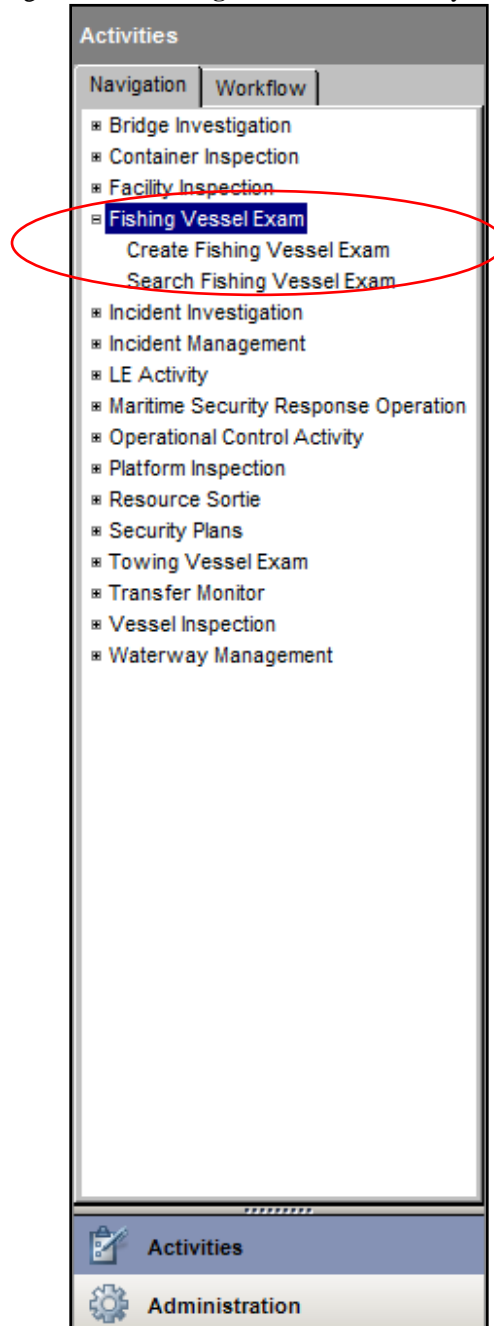 Activities
Navigation
Workflow
Bridge Investigation
Container Inspection
Facility Inspection
Fishing Vessel Exam
Create Fishing Vessel Exam
Search Fishing Vessel Exam
Incident Investigation
Incident Management
LE Activity
Maritime Security Response Operation
Operational Control Activity
Platform Inspection
Resource Sortie
Security Plans
Towing Vessel Exam
Transfer Monitor
Vessel Inspection
Waterway Management
Activities
Administration